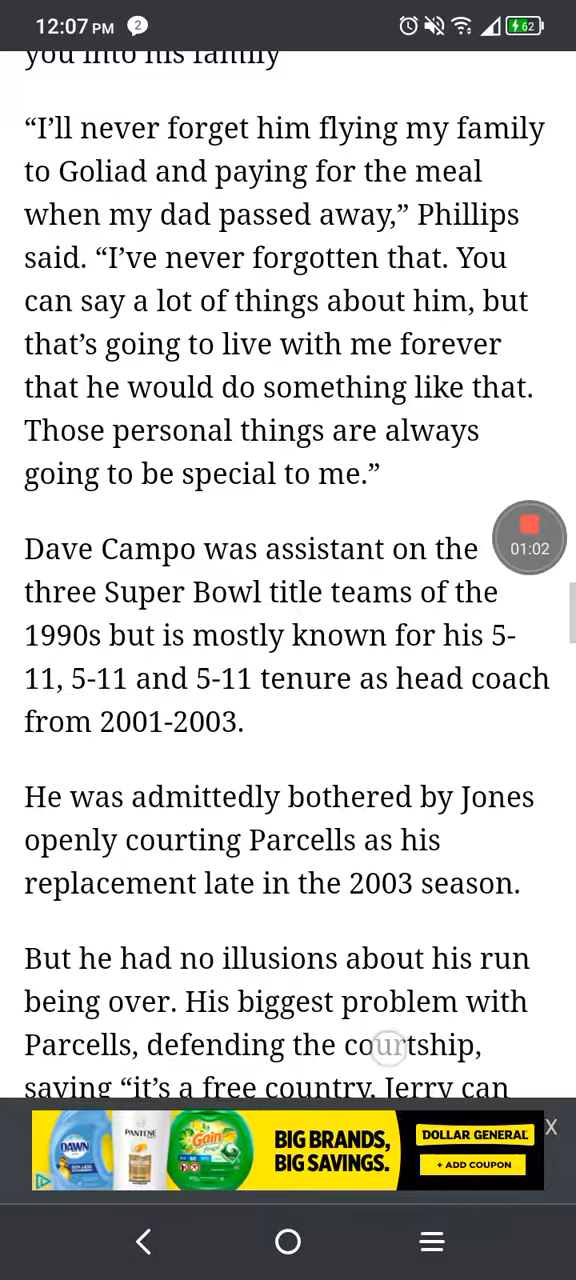 12:07 PM 2
62
you into his family
“I’ll never forget him flying my family
to Goliad and paying for the meal
when my dad passed away,” Phillips
said. “I’ve never forgotten that. You
can say a lot of things about him, but
that’s going to live with me forever
that he would do something like that.
Those personal things are always
going to be special to me.”
01:02
Dave Campo was assistant on the
three Super Bowl title teams of the
1990s but is mostly known for his 5-
11, 5-11 and 5-11 tenure as head coach
from 2001-2003.
He was admittedly bothered by Jones
openly courting Parcells as his
replacement late in the 2003 season.
But he had no illusions about his run
being over. His biggest problem with
Parcells, defending the courtship,
saying “it’s a free country, Jerry can
DAWN
PANTENE
Gain
BIG BRANDS,
BIG SAVINGS.
DOLLAR GENERAL
+ ADD COUPON
X